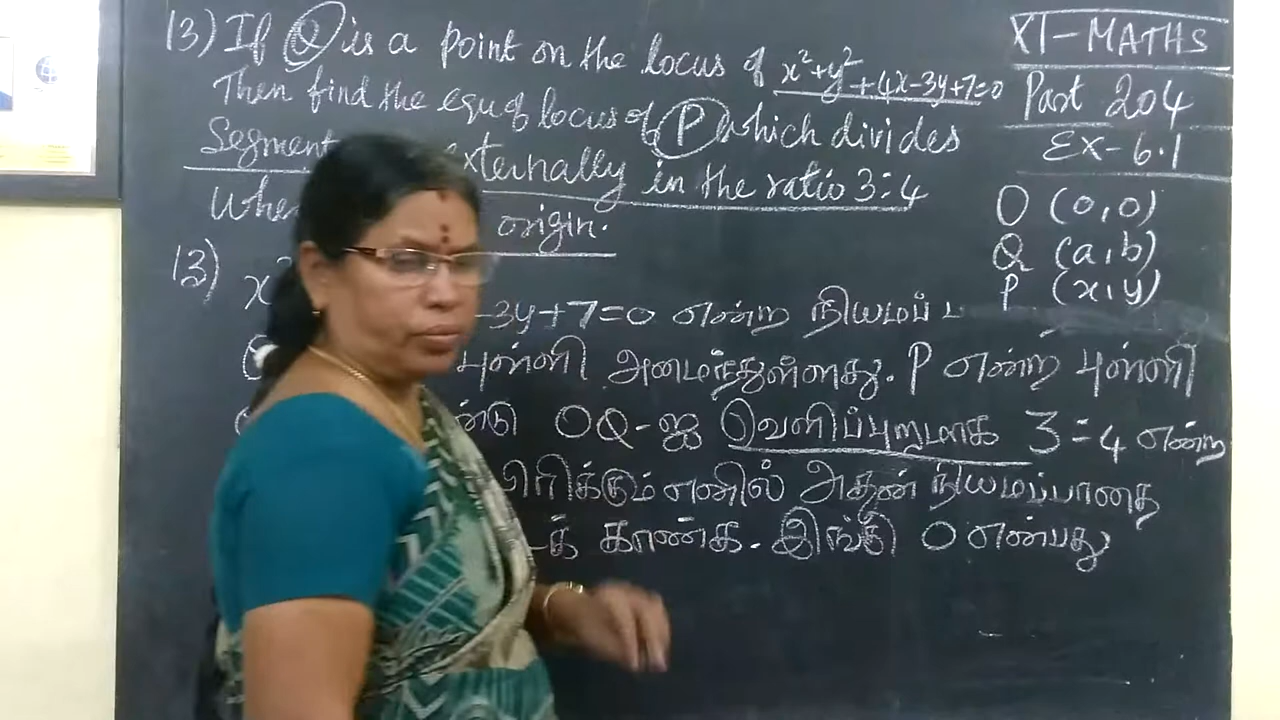 13) If Q is a point on the locus of x²+y²+4x-3y+7=0
Then find the equ of locus of P which divides
Segment externally in the ratio 3:4
origin.
XI-MATHS
Part 204
EX-6.1
O (0,0)
Q (a,b)
P (x,y)
13) -3y+7=0 என்ற
புள்ளி அமைந்துள்ளது. P என்ற புள்ளி
OQ-ஐ வெளிப்புறமாக 3:4 என்ற
பிரிக்கும் எனில் அதன் நியமப்பாதை
காண்க. இங்கு O என்பது